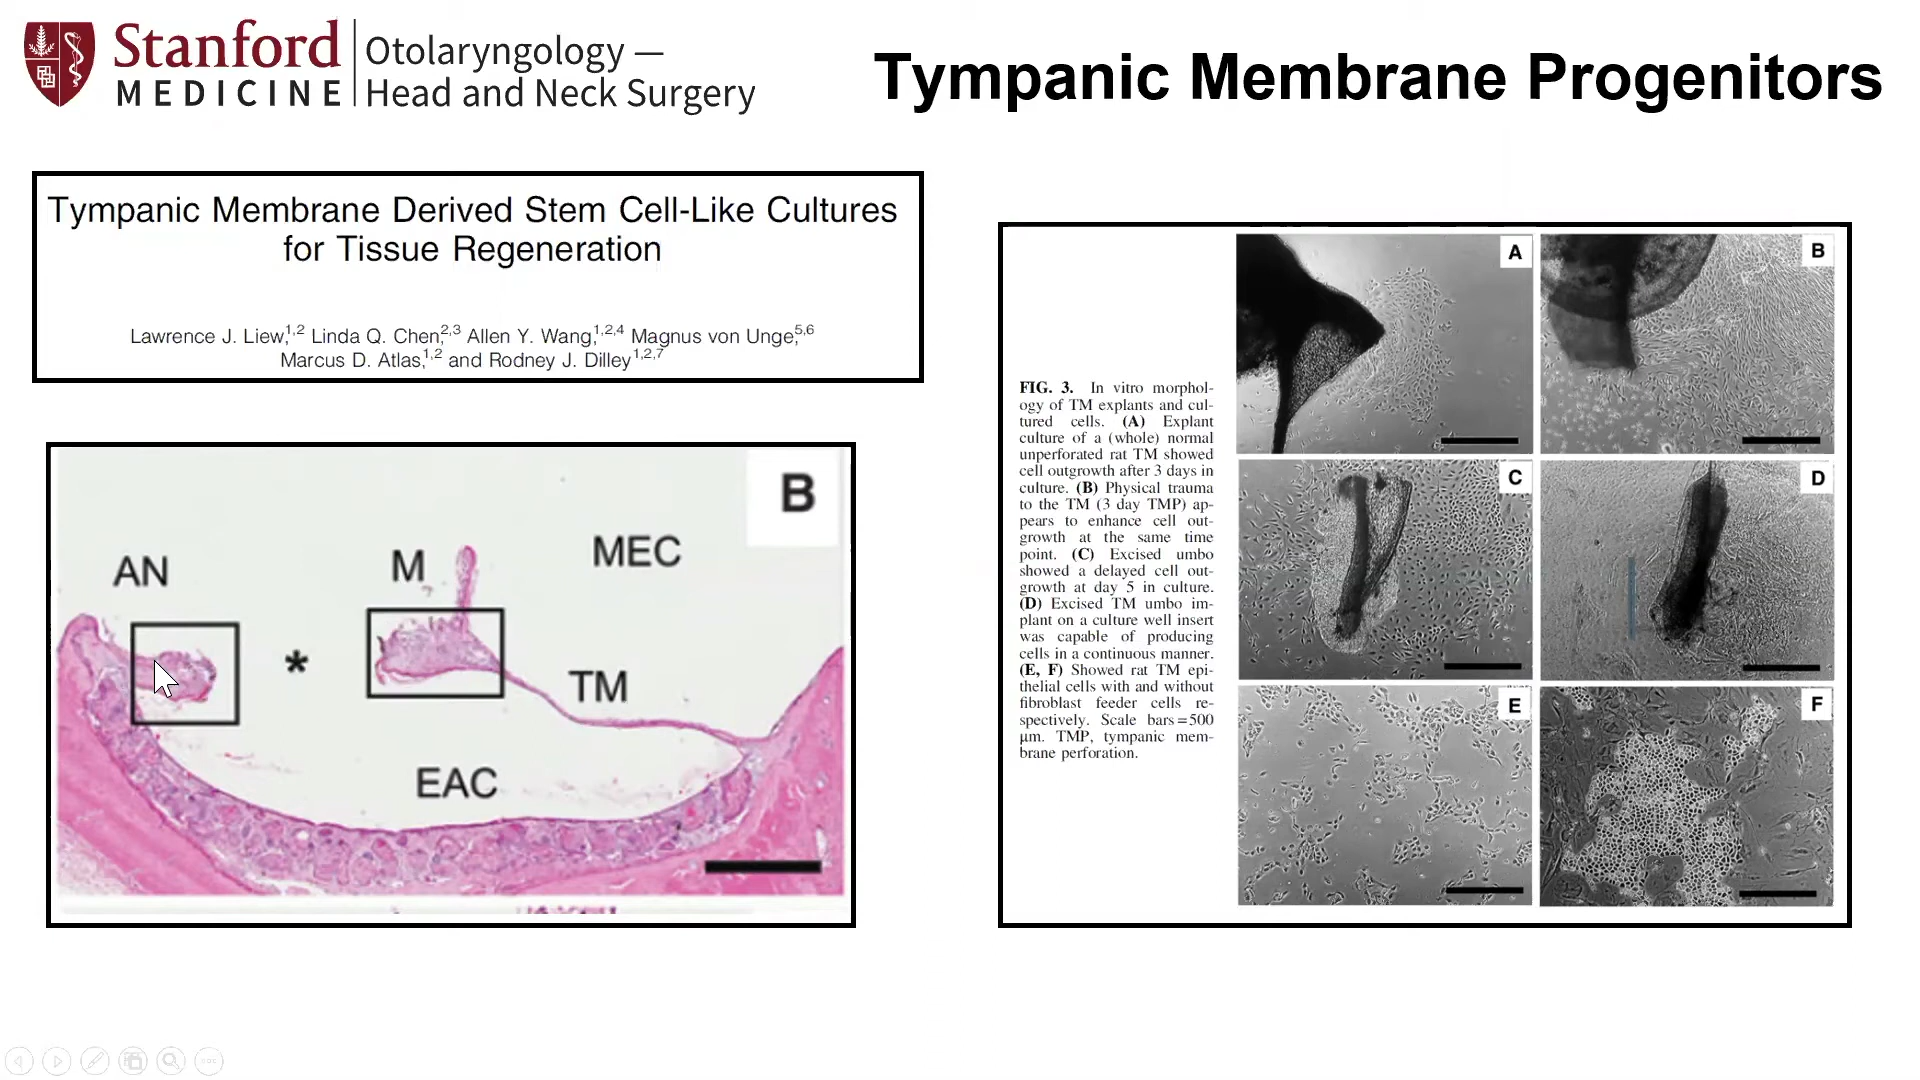 Stanford
MEDICINE
Otolaryngology —
Head and Neck Surgery
Tympanic Membrane Progenitors
Tympanic Membrane Derived Stem Cell-Like Cultures
for Tissue Regeneration
Lawrence J. Liew,1,2 Linda Q. Chen,2,3 Allen Y. Wang,1,2,4 Magnus von Unge,5,6
Marcus D. Atlas,1,2 and Rodney J. Dilley1,2,7
B
AN
M
MEC
*
TM
EAC
FIG. 3. In vitro morphol-
ogy of TM explants and cul-
tured cells. (A) Explant
culture of a (whole) normal
unperforated rat TM showed
cell outgrowth after 3 days in
culture. (B) Physical trauma
to the TM (3 day TMP) ap-
pears to enhance cell out-
growth at the same time
point. (C) Excised umbo
showed a delayed cell out-
growth at day 5 in culture.
(D) Excised TM umbo im-
plant on a culture well insert
was capable of producing
cells in a continuous manner.
(E, F) Showed rat TM epi-
thelial cells with and without
fibroblast feeder cells re-
spectively. Scale bars=500
μm. TMP, tympanic mem-
brane perforation.
A
B
C
D
E
F